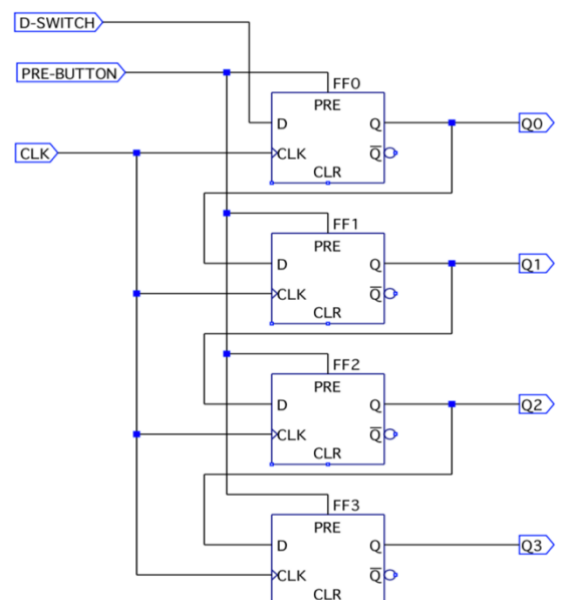 D-SWITCH
PRE-BUTTON
FF0
PRE
D Q Q0
CLK CLK Q̅
CLR
FF1
PRE
D Q Q1
CLK Q̅
CLR
FF2
PRE
D Q Q2
CLK Q̅
CLR
FF3
PRE
D Q Q3
CLK Q̅
CLR